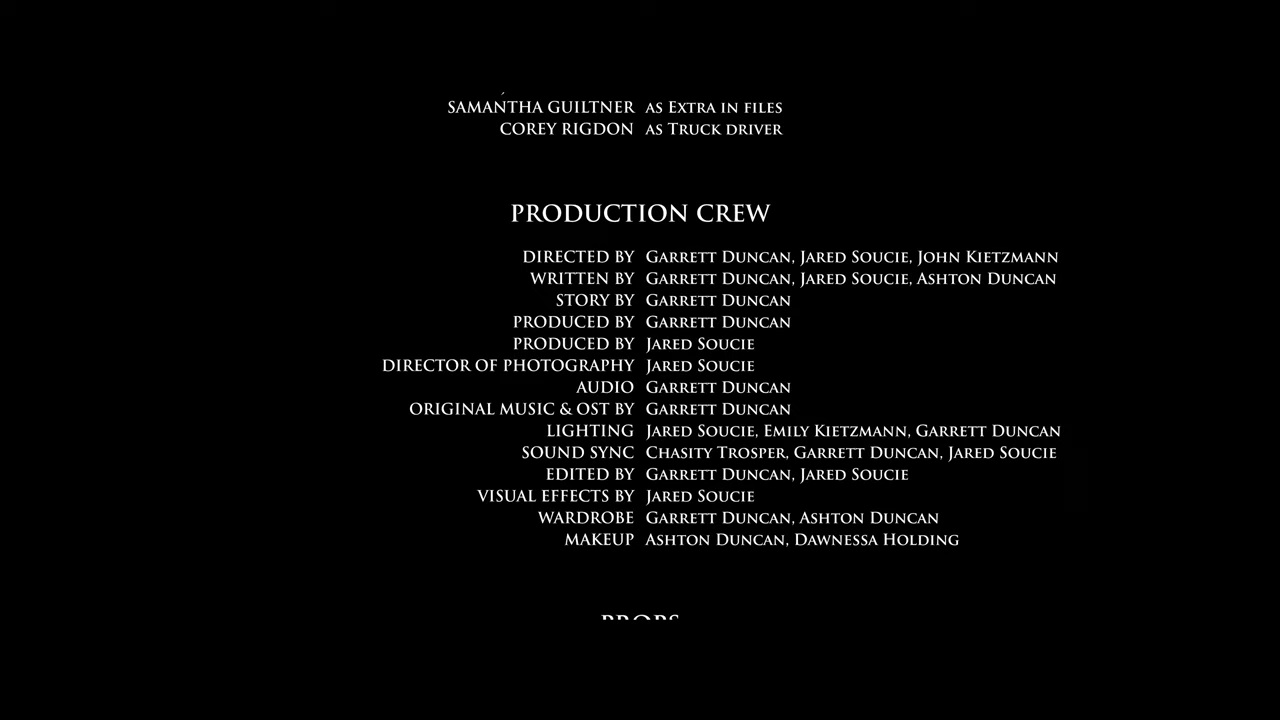 SAMANTHA GUILTNER AS EXTRA IN FILES
COREY RIGDON AS TRUCK DRIVER
PRODUCTION CREW
DIRECTED BY GARRETT DUNCAN, JARED SOUCIE, JOHN KIETZMANN
WRITTEN BY GARRETT DUNCAN, JARED SOUCIE, ASHTON DUNCAN
STORY BY GARRETT DUNCAN
PRODUCED BY GARRETT DUNCAN
PRODUCED BY JARED SOUCIE
DIRECTOR OF PHOTOGRAPHY JARED SOUCIE
AUDIO GARRETT DUNCAN
ORIGINAL MUSIC & OST BY GARRETT DUNCAN
LIGHTING JARED SOUCIE, EMILY KIETZMANN, GARRETT DUNCAN
SOUND SYNC CHASITY TROSPER, GARRETT DUNCAN, JARED SOUCIE
EDITED BY GARRETT DUNCAN, JARED SOUCIE
VISUAL EFFECTS BY JARED SOUCIE
WARDROBE GARRETT DUNCAN, ASHTON DUNCAN
MAKEUP ASHTON DUNCAN, DAWNESSA HOLDING
PROPS